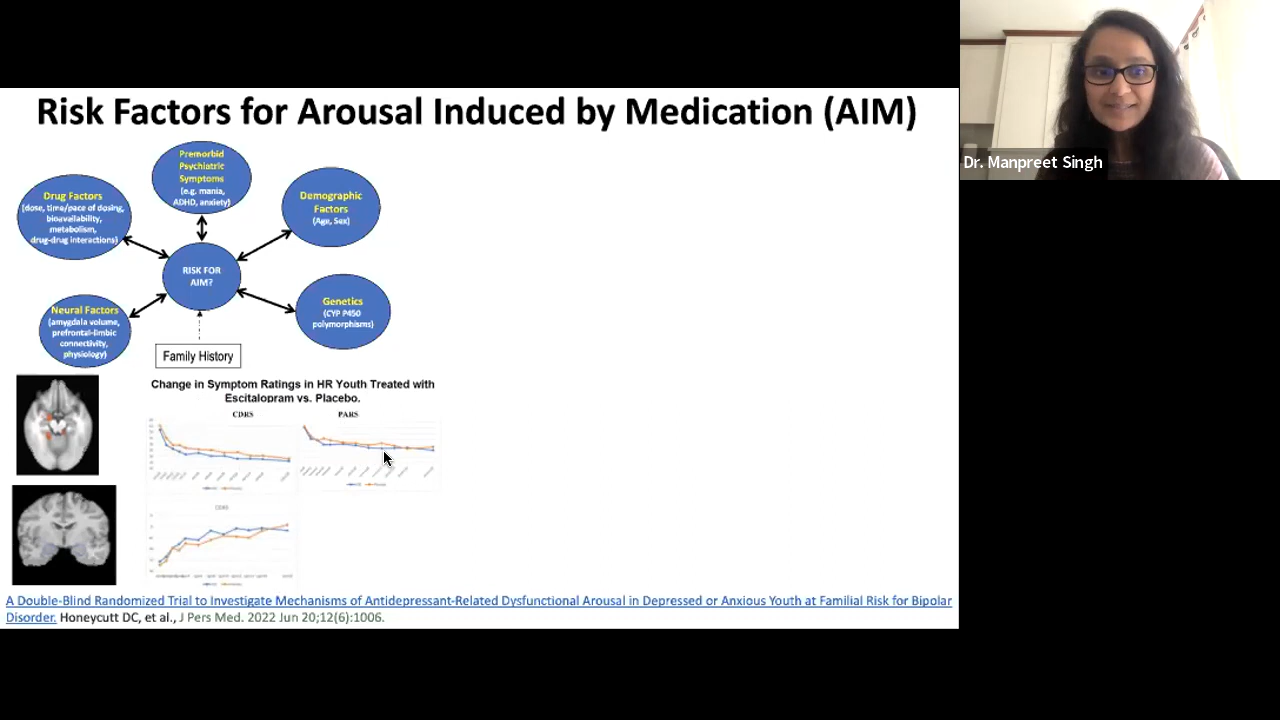 Risk Factors for Arousal Induced by Medication (AIM)
Premorbid
Psychiatric
Symptoms
(e.g. mania,
ADHD, anxiety)
Drug Factors
(dose, time/pace of dosing,
bioavailability,
metabolism,
drug-drug interactions)
Demographic
Factors
(Age, Sex)
RISK FOR
AIM?
Neural Factors
(amygdala volume,
prefrontal-limbic
connectivity,
physiology)
Genetics
(CYP P450
polymorphisms)
Family History
Change in Symptom Ratings in HR Youth Treated with
Escitalopram vs. Placebo.
CDRS
PARS
A Double-Blind Randomized Trial to Investigate Mechanisms of Antidepressant-Related Dysfunctional Arousal in Depressed or Anxious Youth at Familial Risk for Bipolar
Disorder. Honeycutt DC, et al., J Pers Med. 2022 Jun 20;12(6):1006.
Dr. Manpreet Singh